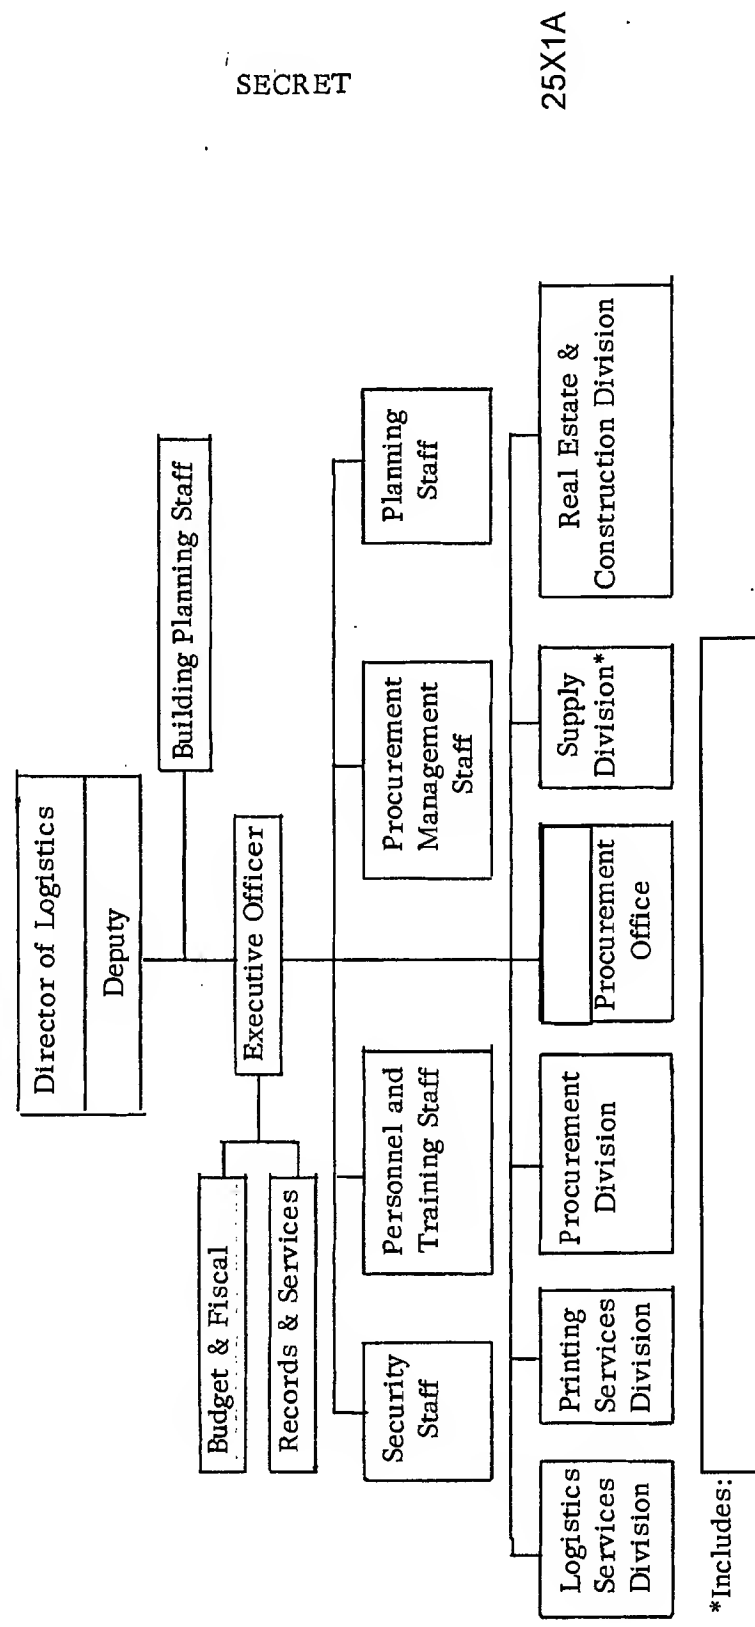 SECRET
25X1A
Director of Logistics
Deputy
Building Planning Staff
Executive Officer
Budget & Fiscal
Records & Services
Security
Staff
Personnel and
Training Staff
Procurement
Management
Staff
Planning
Staff
Logistics
Services
Division
Printing
Services
Division
Procurement
Division
Procurement
Office
Supply
Division*
Real Estate &
Construction Division
*Includes: